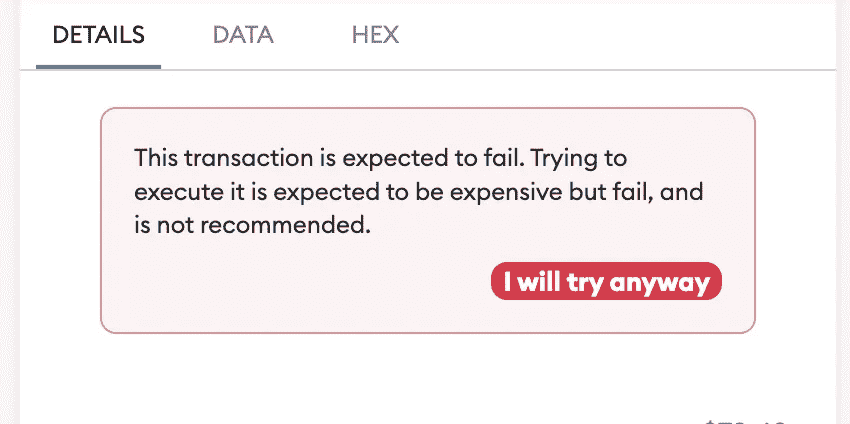 DETAILS DATA HEX
This transaction is expected to fail. Trying to
execute it is expected to be expensive but fail, and
is not recommended.
I will try anyway